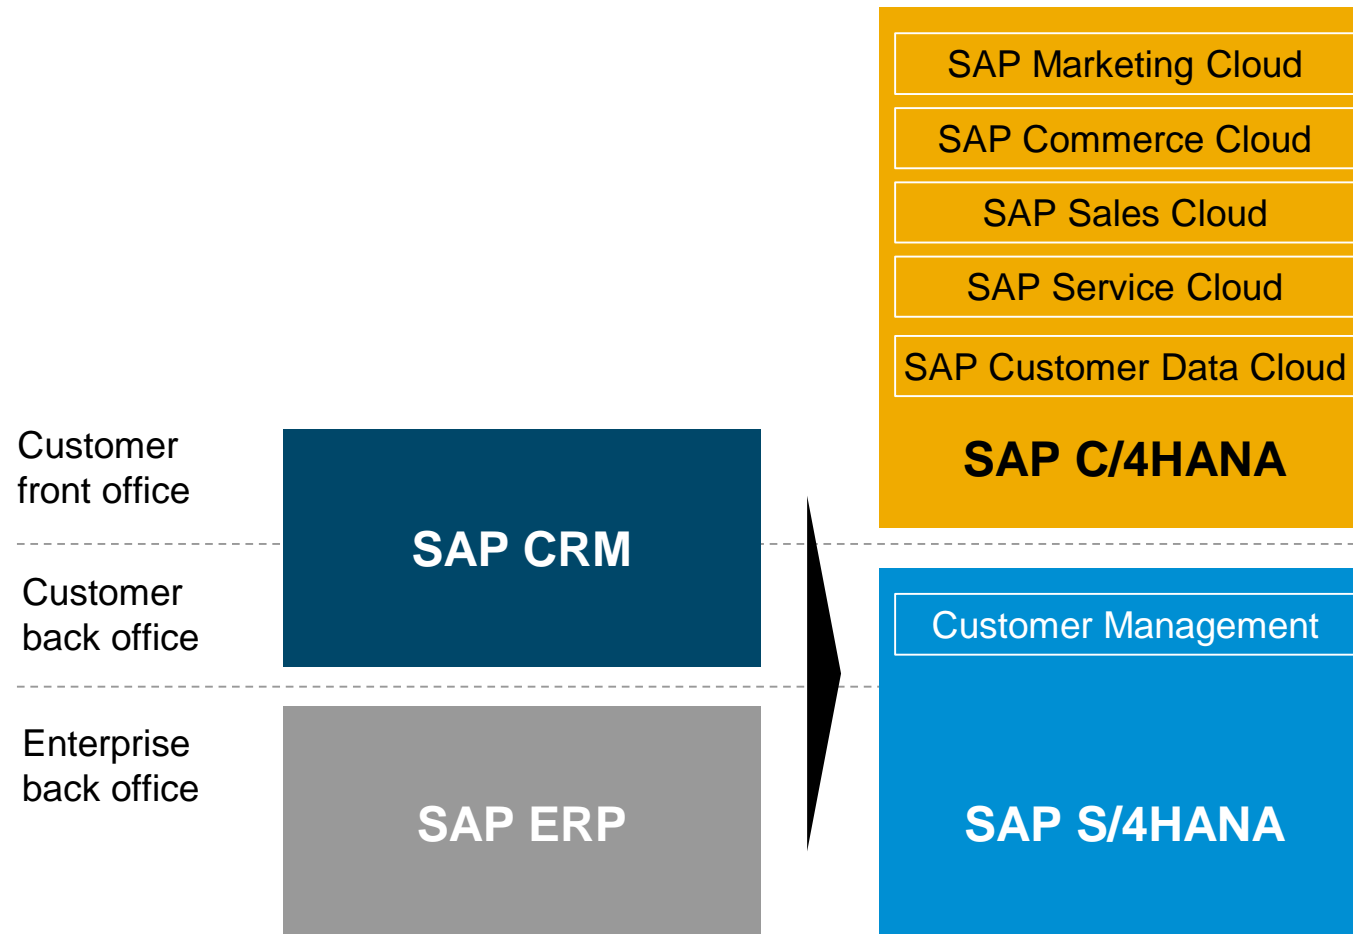 SAP Marketing Cloud
SAP Commerce Cloud
SAP Sales Cloud
SAP Service Cloud
SAP Customer Data Cloud
SAP C/4HANA
Customer
front office
SAP CRM
Customer
back office
Customer Management
Enterprise
back office
SAP ERP
SAP S/4HANA